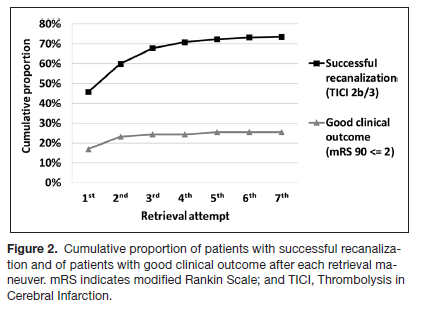 80%
70%
60%
50%
40%
30%
20%
10%
0%
Cumulative proportion
1st
2nd
3rd
4th
5th
6th
7th
Retrieval attempt
Successful
recanalization
(TICI 2b/3)
Good clinical
outcome
(mRS 90 <= 2)
Figure 2. Cumulative proportion of patients with successful recanaliza-
tion and of patients with good clinical outcome after each retrieval ma-
neuver. mRS indicates modified Rankin Scale; and TICI, Thrombolysis in
Cerebral Infarction.